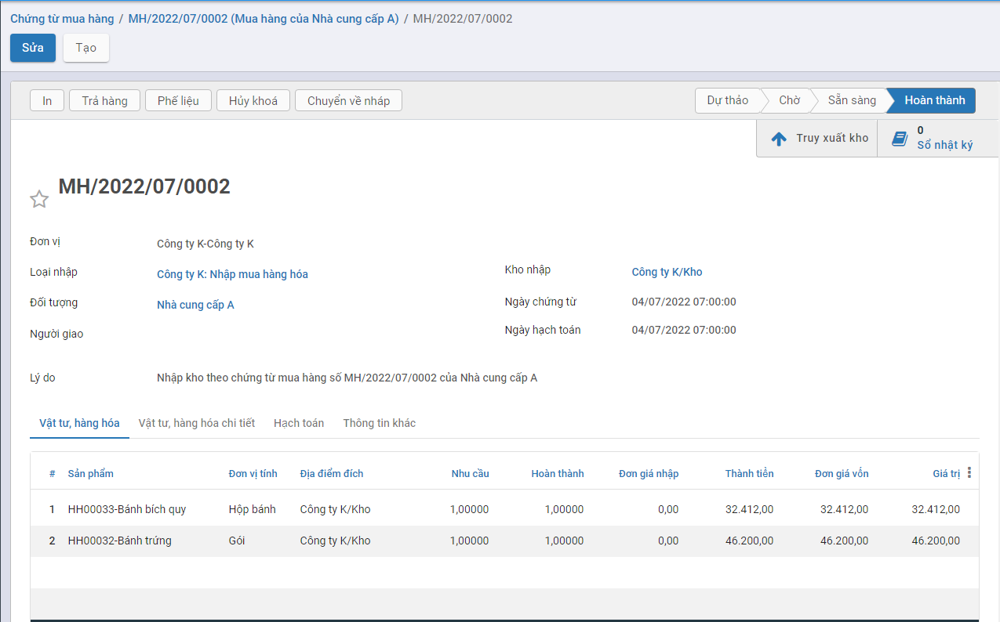 Chứng từ mua hàng / MH/2022/07/0002 (Mua hàng của Nhà cung cấp A) / MH/2022/07/0002
Sửa Tạo
In Trả hàng Phế liệu Hủy khoá Chuyển về nháp Dự thảo Chờ Sẵn sàng Hoàn thành
Truy xuất kho 0 Sổ nhật ký
MH/2022/07/0002
Đơn vị Công ty K-Công ty K
Loại nhập Công ty K: Nhập mua hàng hóa Kho nhập Công ty K/Kho
Đối tượng Nhà cung cấp A Ngày chứng từ 04/07/2022 07:00:00
Người giao Ngày hạch toán 04/07/2022 07:00:00
Lý do Nhập kho theo chứng từ mua hàng số MH/2022/07/0002 của Nhà cung cấp A
Vật tư, hàng hóa Vật tư, hàng hóa chi tiết Hạch toán Thông tin khác
# Sản phẩm Đơn vị tính Địa điểm đích Nhu cầu Hoàn thành Đơn giá nhập Thành tiền Đơn giá vốn Giá trị
1 HH00033-Bánh bích quy Hộp bánh Công ty K/Kho 1,00000 1,00000 0,00 32.412,00 32.412,00 32.412,00
2 HH00032-Bánh trứng Gói Công ty K/Kho 1,00000 1,00000 0,00 46.200,00 46.200,00 46.200,00